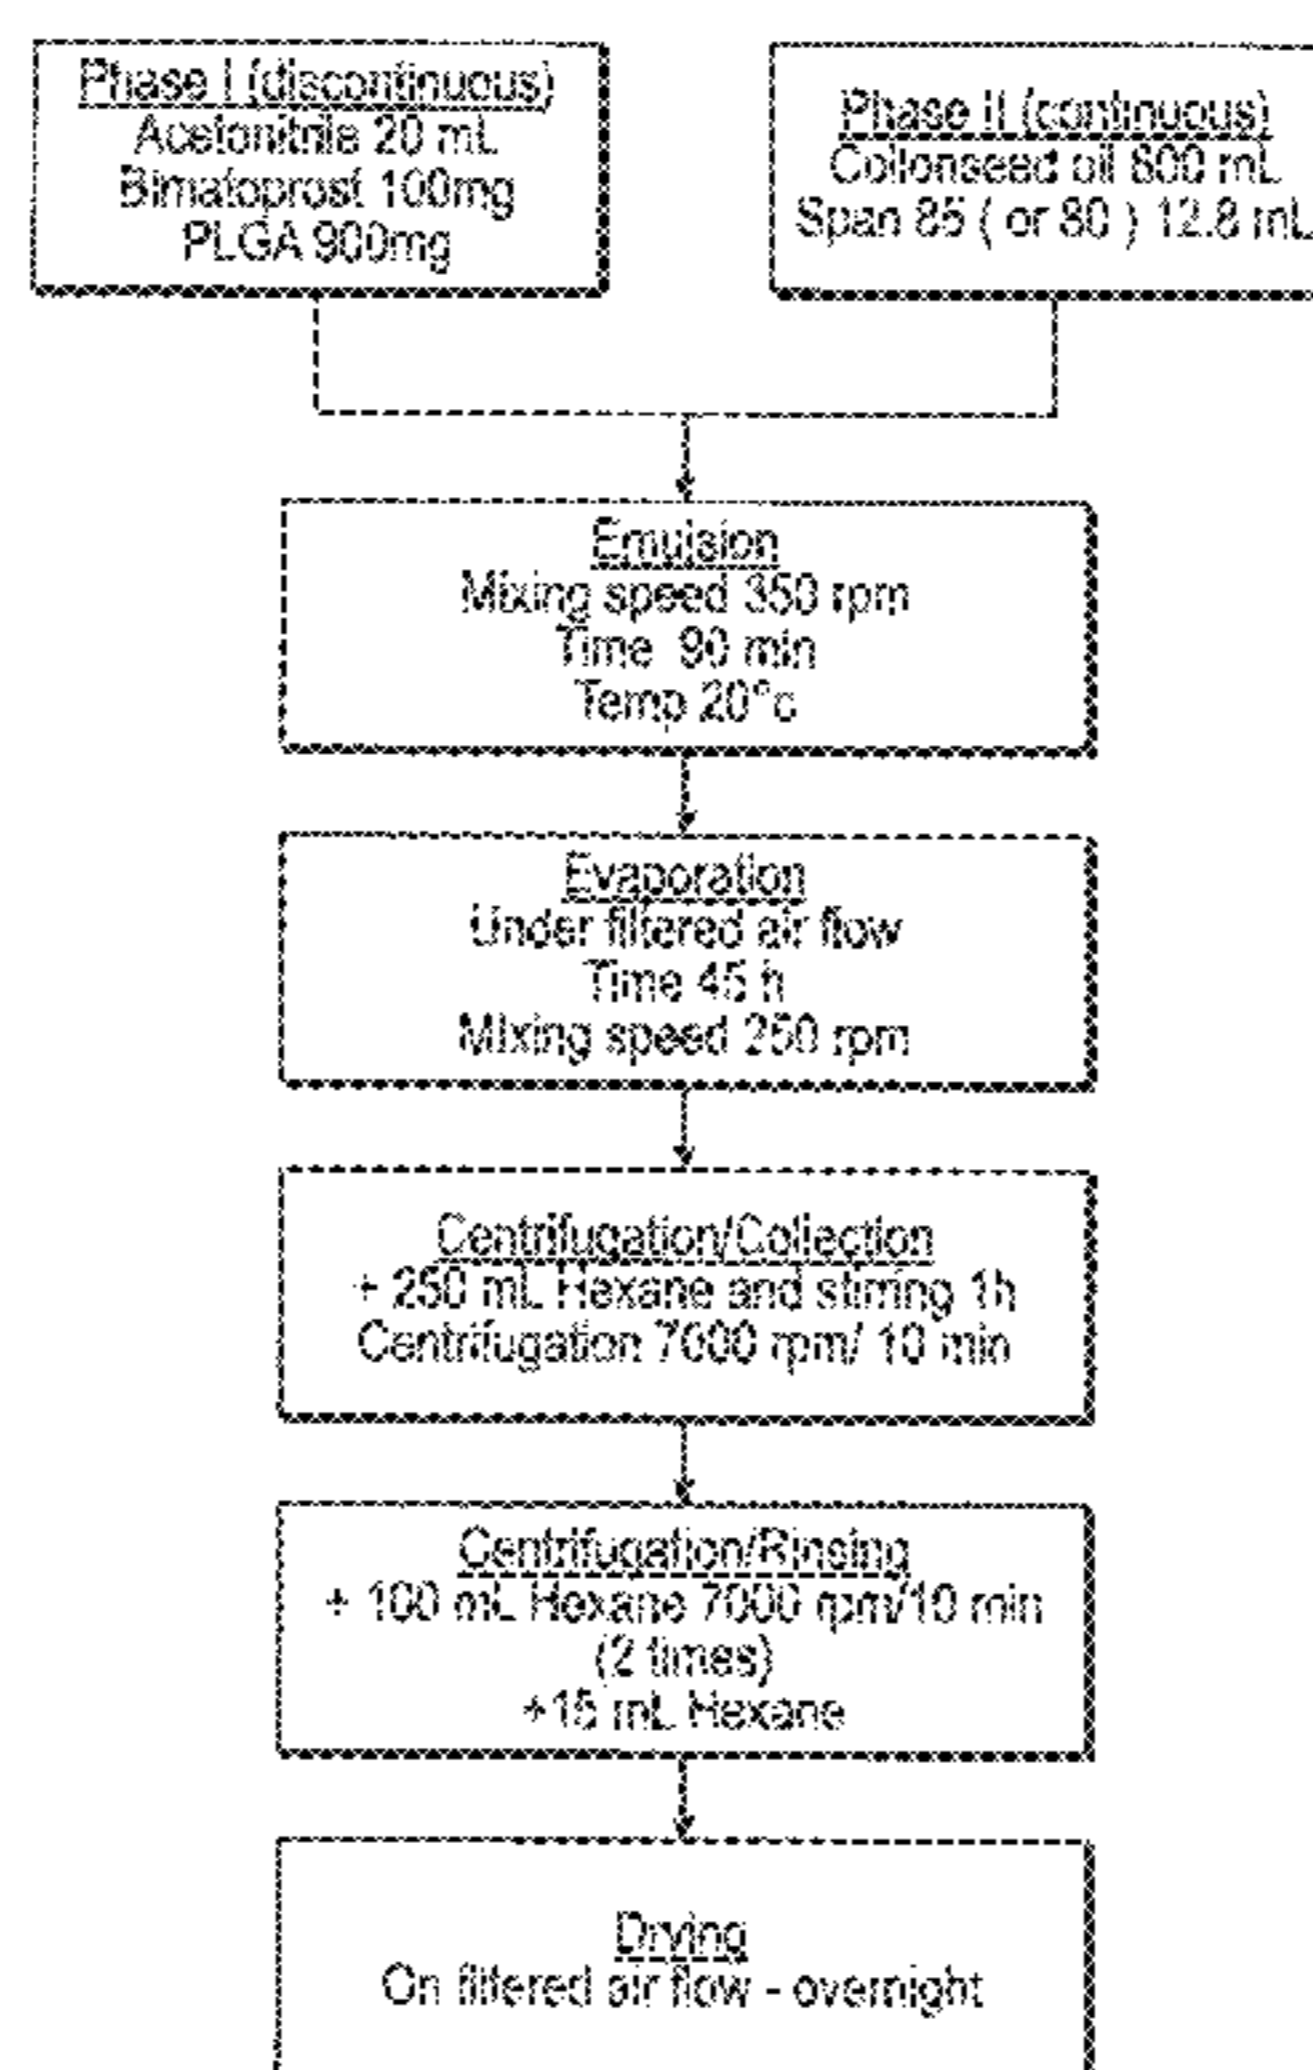 Phase I (discontinuous)
Acetonitrile 20 mL
Bimatoprost 100mg
PLGA 900mg
Phase II (continuous)
Cottonseed oil 800 mL
Span 85 ( or 80 ) 12.8 mL
Emulsion
Mixing speed 350 rpm
Time 90 min
Temp 20°c
Evaporation
Under filtered air flow
Time 45 h
Mixing speed 250 rpm
Centrifugation/Collection
+ 250 mL Hexane and stirring 1h
Centrifugation 7000 rpm/ 10 min
Centrifugation/Rinsing
+ 100 mL Hexane 7000 rpm/10 min
(2 times)
+15 mL Hexane
Drying
On filtered air flow - overnight